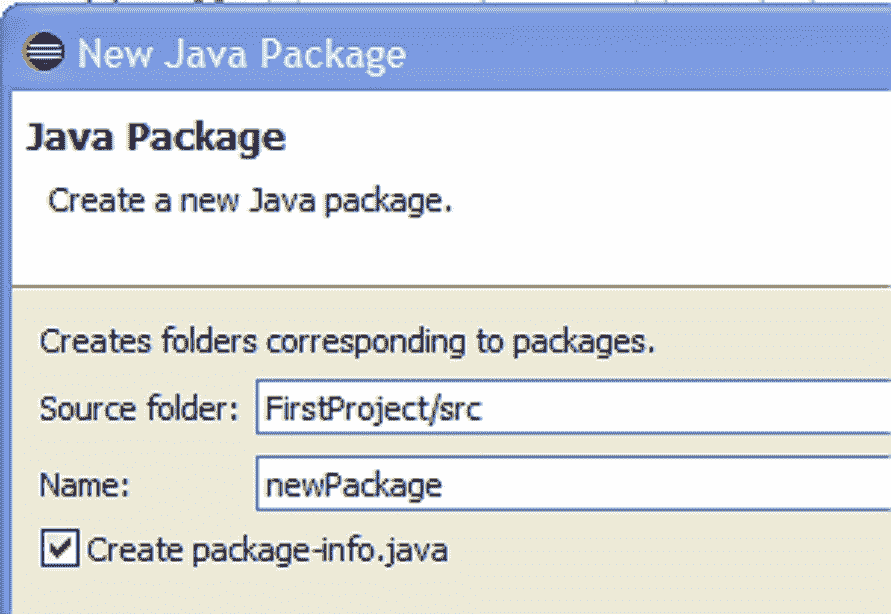 New Java Package
Java Package
Create a new Java package.
Creates folders corresponding to packages.
Source folder: FirstProject/src
Name: newPackage
Create package-info.java